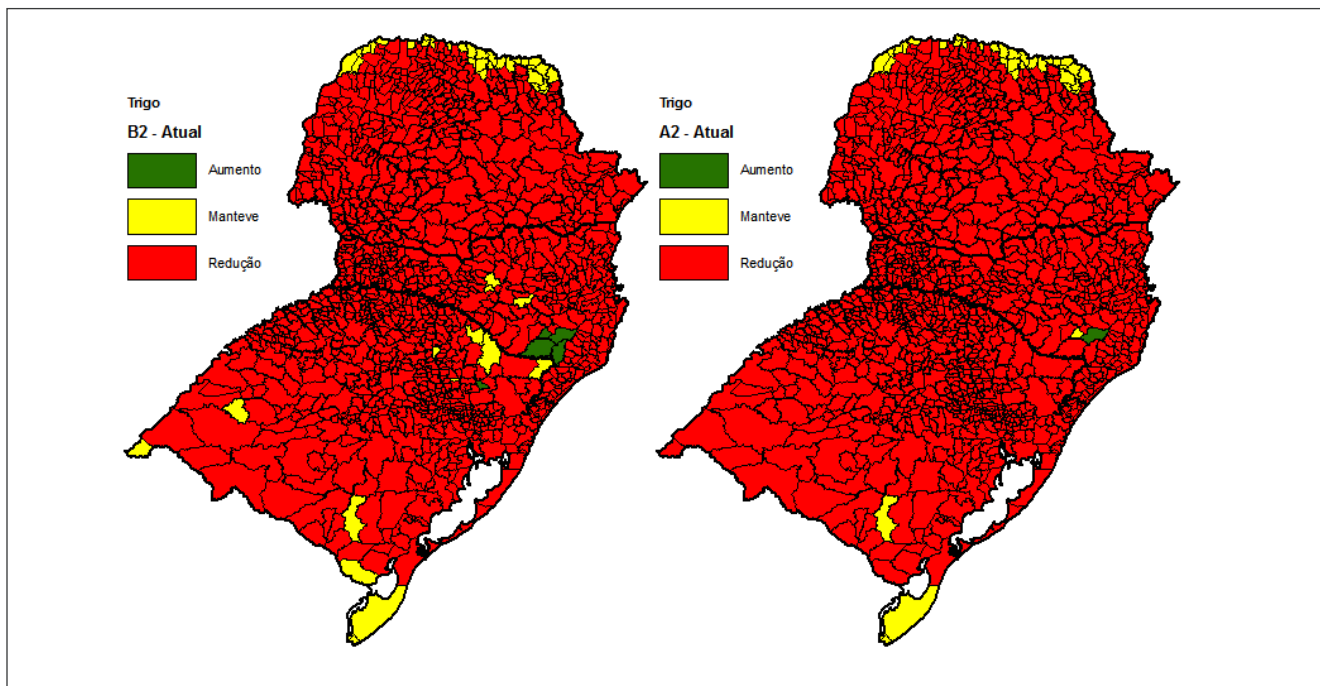 Trigo
B2 - Atual
Aumento
Manteve
Redução
Trigo
A2 - Atual
Aumento
Manteve
Redução